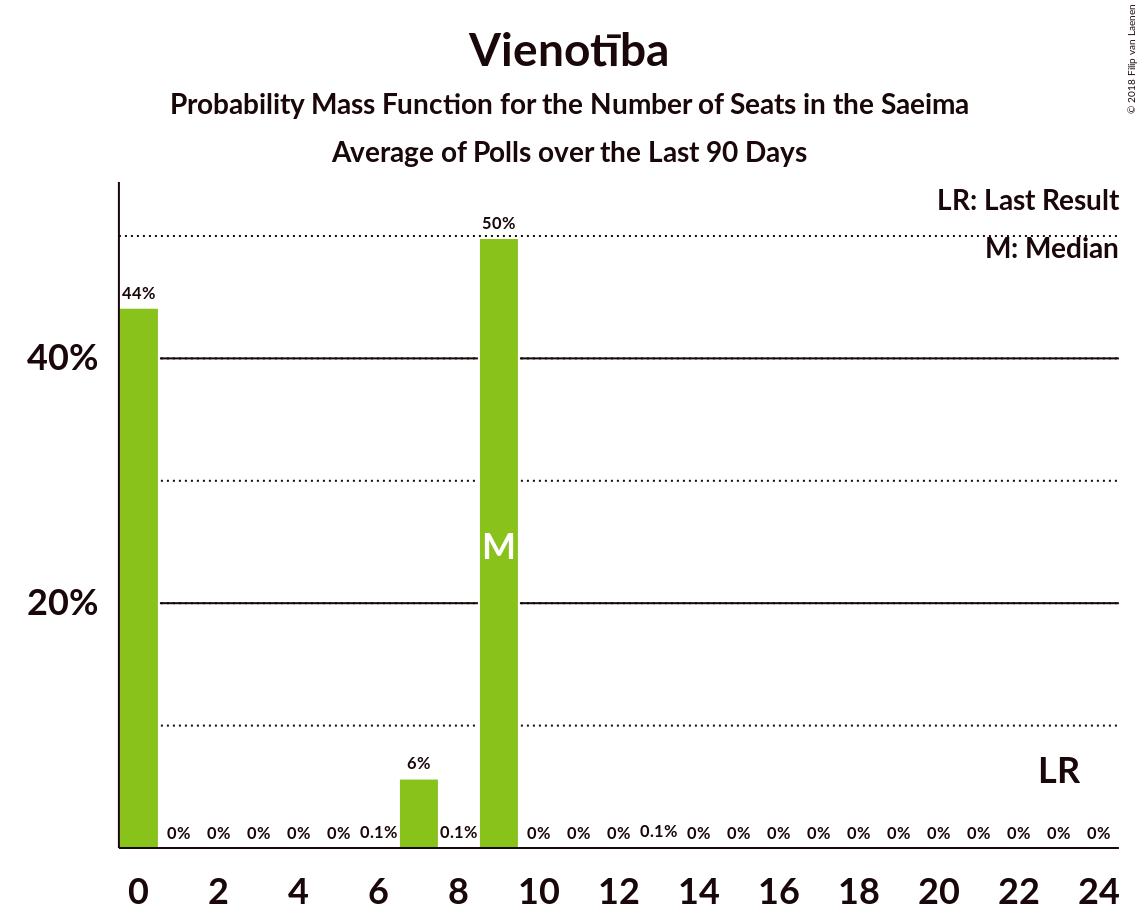 Vienotība
Probability Mass Function for the Number of Seats in the Saeima
Average of Polls over the Last 90 Days
© 2018 Filip van Laenen
LR: Last Result
M: Median
50%
44%
40%
M
20%
LR
6%
0% 0% 0% 0% 0% 0.1% 0.1% 0% 0% 0% 0.1% 0% 0% 0% 0% 0% 0% 0% 0% 0% 0% 0%
0 2 4 6 8 10 12 14 16 18 20 22 24